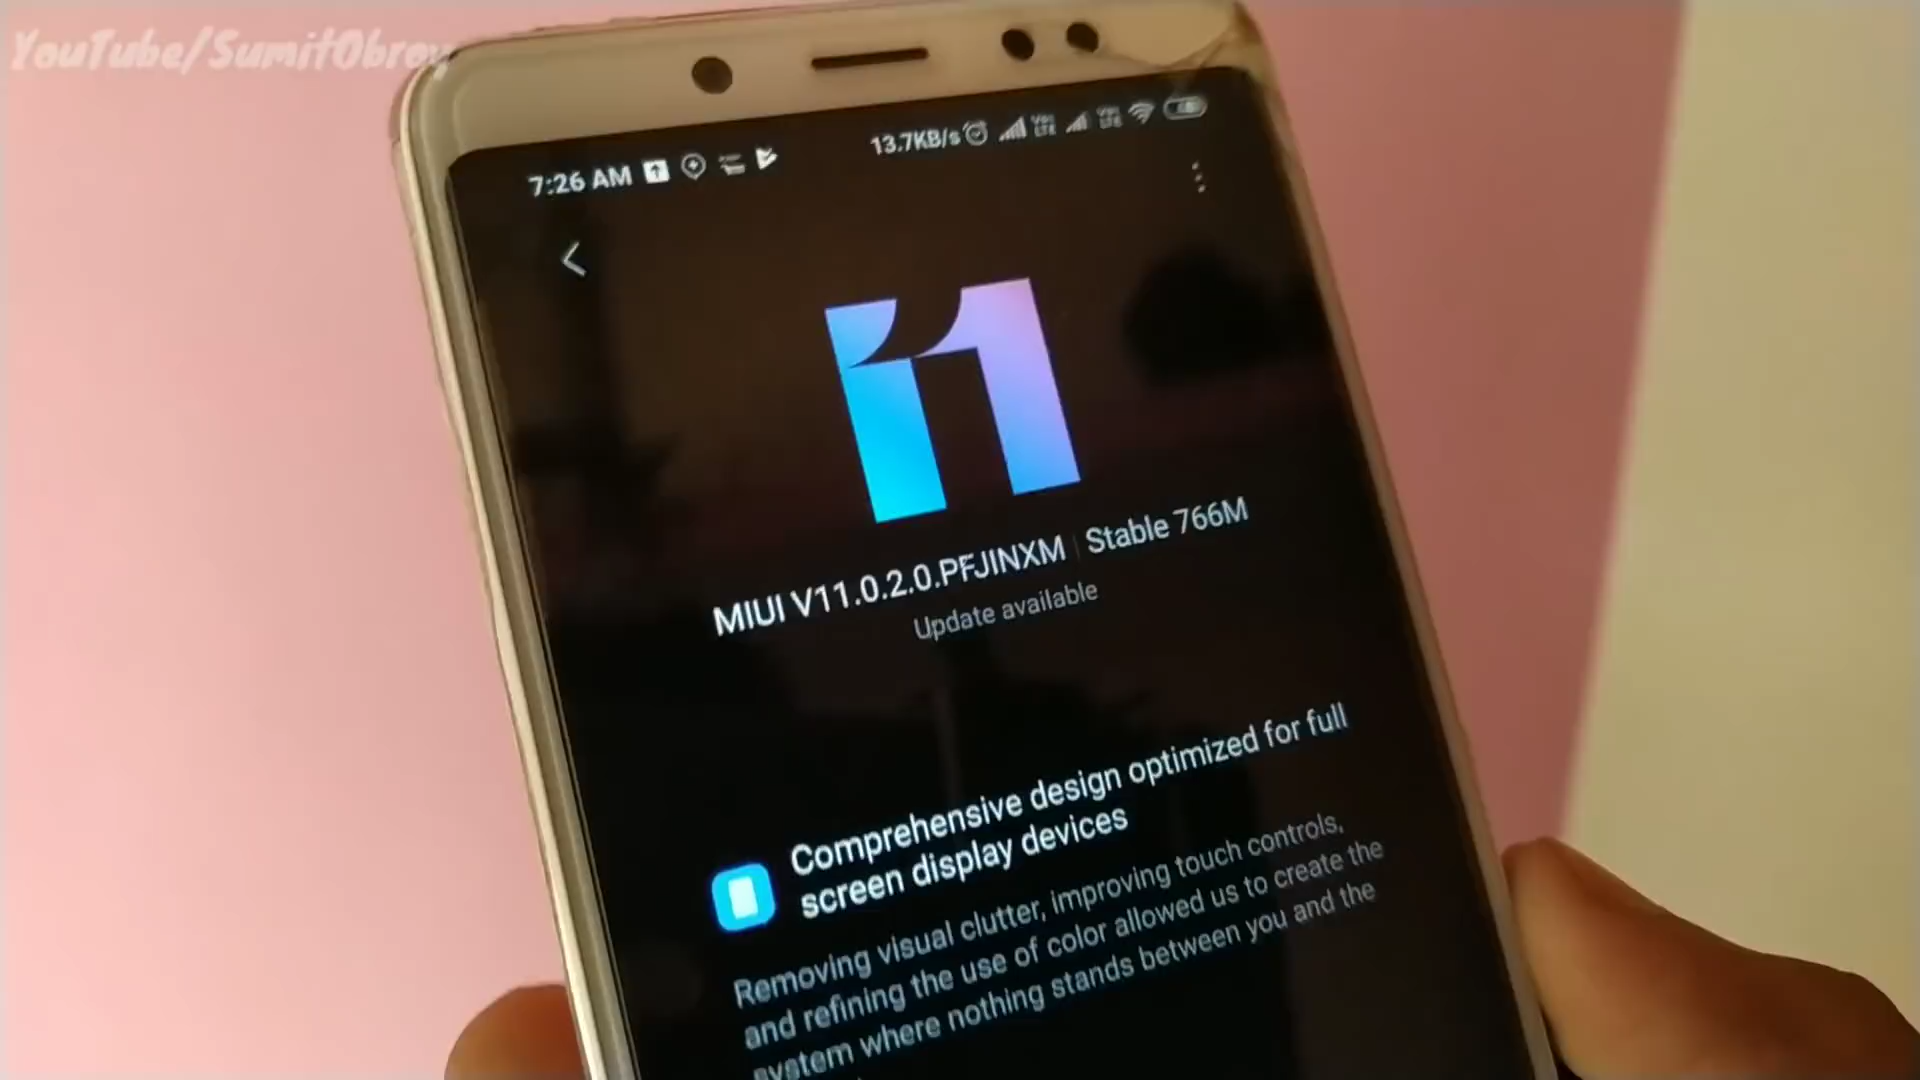 YouTube/SumitObroy
7:26 AM 13.7KB/s
MIUI V11.0.2.0.PFJINXM | Stable 766M
Update available
Comprehensive design optimized for full
screen display devices
Removing visual clutter, improving touch controls,
and refining the use of color allowed us to create the
system where nothing stands between you and the